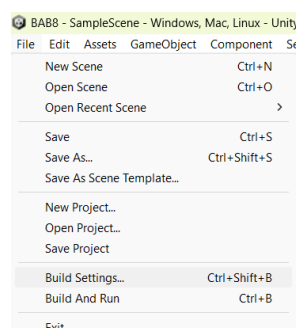 BAB8 - SampleScene - Windows, Mac, Linux - Unity
File Edit Assets GameObject Component Se
New Scene Ctrl+N
Open Scene Ctrl+O
Open Recent Scene >
Save Ctrl+S
Save As... Ctrl+Shift+S
Save As Scene Template...
New Project...
Open Project...
Save Project
Build Settings... Ctrl+Shift+B
Build And Run Ctrl+B
Exit